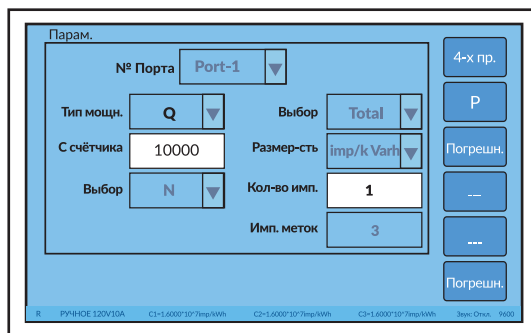 Парам.
№ Порта Port-1
4-х пр.
Тип мощн. Q Выбор Total
P
С счётчика 10000 Размер-сть imp/k Varh
Погрешн.
Выбор N Кол-во имп. 1
---
Имп. меток 3
---
Погрешн.
R РУЧНОЕ 120V10A C1=1.6000*10^7imp/kWh C2=1.6000*10^7imp/kWh C3=1.6000*10^7imp/kWh Звук: Откл. 9600